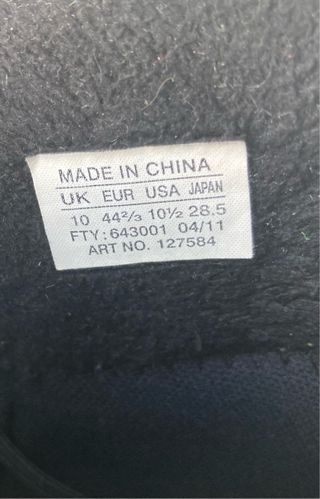 MADE IN CHINA
UK EUR USA JAPAN
10 44²/₃ 10½ 28.5
FTY: 643001 04/11
ART NO. 127584